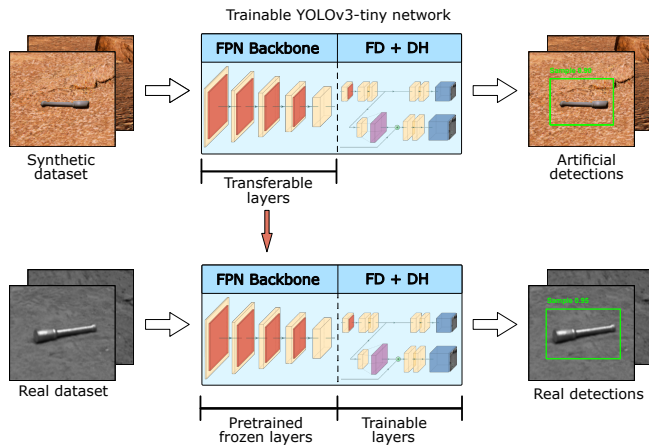 Trainable YOLOv3-tiny network
FPN Backbone
FD + DH
Synthetic
dataset
Artificial
detections
Transferable
layers
FPN Backbone
FD + DH
Sample 0.95
Real dataset
Real detections
Pretrained
frozen layers
Trainable
layers